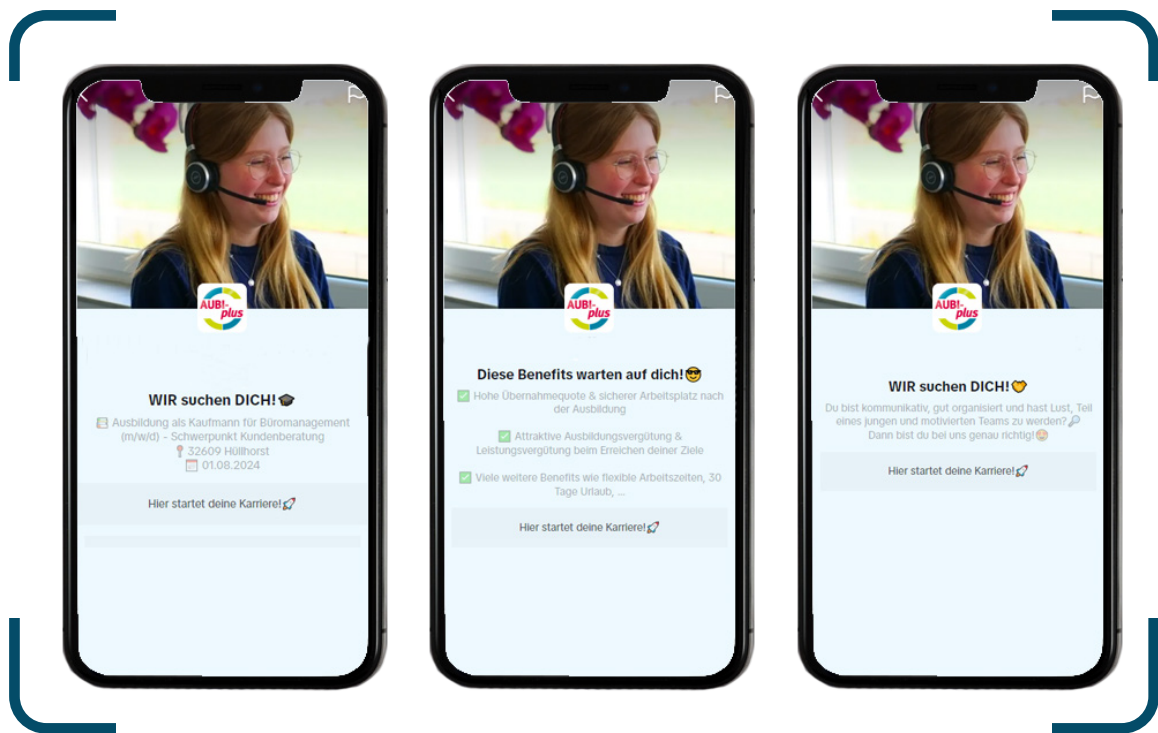 AUBI-
plus
WIR suchen DICH!🎓
📋 Ausbildung als Kaufmann für Büromanagement
(m/w/d) - Schwerpunkt Kundenberatung
📍 32609 Hüllhorst
📅 01.08.2024
Hier startet deine Karriere!🚀
AUBI-
plus
Diese Benefits warten auf dich!😎
✅ Hohe Übernahmequote & sicherer Arbeitsplatz nach
der Ausbildung
✅ Attraktive Ausbildungsvergütung &
Leistungsvergütung beim Erreichen deiner Ziele
✅ Viele weitere Benefits wie flexible Arbeitszeiten, 30
Tage Urlaub, ...
Hier startet deine Karriere!🚀
AUBI-
plus
WIR suchen DICH!
Du bist kommunikativ, gut organisiert und hast Lust, Teil
eines jungen und motivierten Teams zu werden?🔎
Dann bist du bei uns genau richtig!
Hier startet deine Karriere!🚀